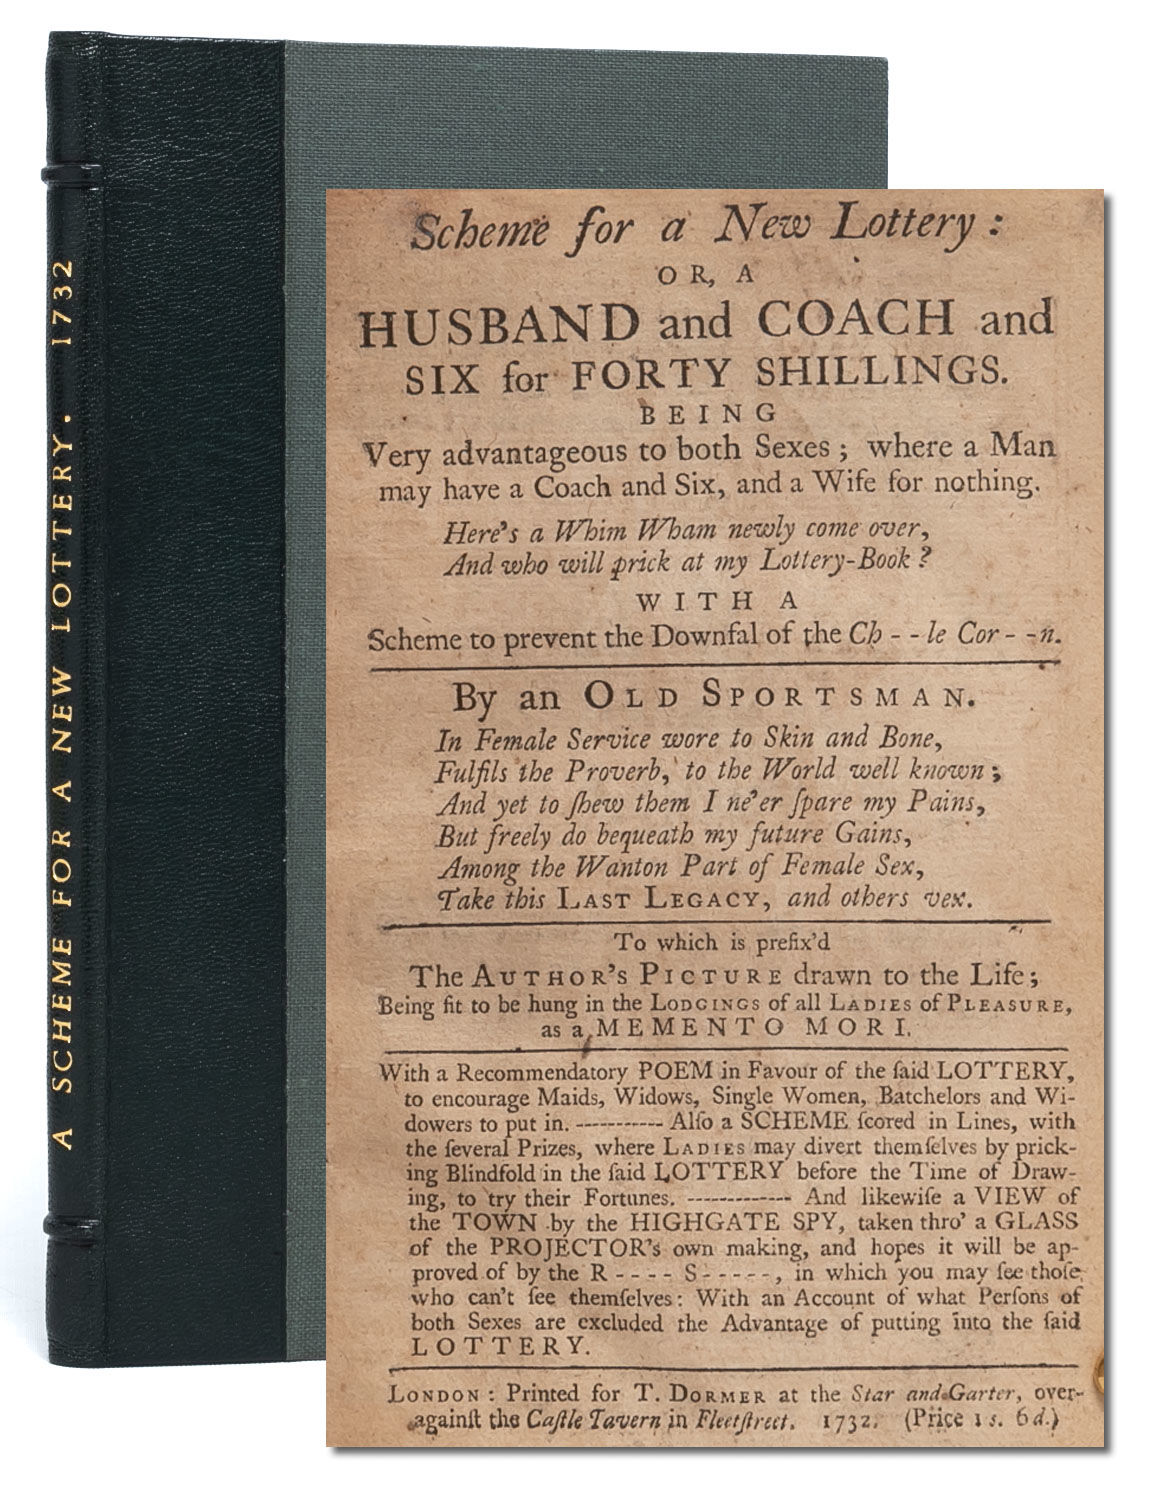 A SCHEME FOR A NEW LOTTERY. 1732
Scheme for a New Lottery:
OR, A
HUSBAND and COACH and
SIX for FORTY SHILLINGS.
BEING
Very advantageous to both Sexes; where a Man
may have a Coach and Six, and a Wife for nothing.
Here's a Whim Wham newly come over,
And who will prick at my Lottery-Book?
WITH A
Scheme to prevent the Downfal of the Ch - - le Cor - - n.
By an OLD SPORTSMAN.
In Female Service wore to Skin and Bone,
Fulfils the Proverb, to the World well known;
And yet to ſhew them I ne'er ſpare my Pains,
But freely do bequeath my future Gains,
Among the Wanton Part of Female Sex,
Take this LAST LEGACY, and others vex.
To which is prefix'd
The AUTHOR's PICTURE drawn to the Life;
Being fit to be hung in the LODGINGS of all LADIES of PLEASURE,
as a MEMENTO MORI.
With a Recommendatory POEM in Favour of the ſaid LOTTERY,
to encourage Maids, Widows, Single Women, Batchelors and Wi-
dowers to put in. ----------- Alſo a SCHEME ſcored in Lines, with
the ſeveral Prizes, where LADIES may divert themſelves by prick-
ing Blindfold in the ſaid LOTTERY before the Time of Draw-
ing, to try their Fortunes. ------------- And likewiſe a VIEW of
the TOWN by the HIGHGATE SPY, taken thro' a GLASS
of the PROJECTOR's own making, and hopes it will be ap-
proved of by the R - - - - S - - - - -, in which you may ſee thoſe
who can't ſee themſelves: With an Account of what Perſons of
both Sexes are excluded the Advantage of putting into the ſaid
LOTTERY.
LONDON: Printed for T. DORMER at the Star and Garter, over-
againſt the Caſtle Tavern in Fleetſtreet. 1732. (Price 1 s. 6 d.)